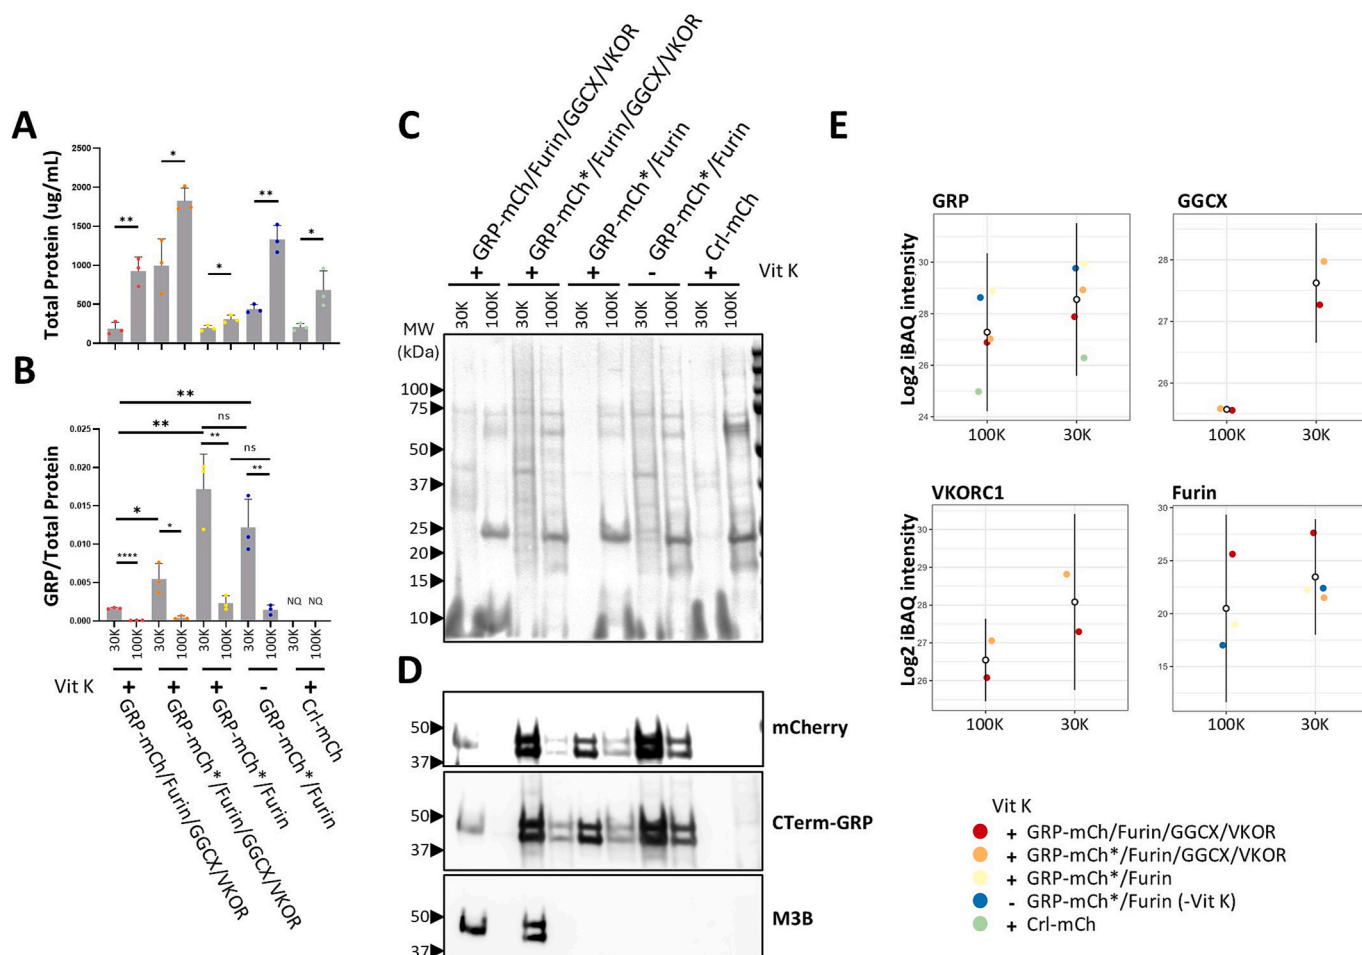 A
Total Protein (ug/mL)
2500
2000
1500
1000
500
0
** * * ** *
B
GRP/Total Protein
0.025
0.020
0.015
0.010
0.005
0.000
**
** ns
** ns
* **
* 
****
NQ NQ
30K 100K 30K 100K 30K 100K 30K 100K 30K 100K
Vit K + + + - +
GRP-mCh/Furin/GGCX/VKOR
GRP-mCh*/Furin/GGCX/VKOR
GRP-mCh*/Furin
GRP-mCh*/Furin
Crl-mCh
C
GRP-mCh/Furin/GGCX/VKOR
GRP-mCh*/Furin/GGCX/VKOR
GRP-mCh*/Furin
GRP-mCh*/Furin
Crl-mCh
+ + + - + Vit K
30K 100K 30K 100K 30K 100K 30K 100K 30K 100K
MW
(kDa)
100
75
50
37
25
20
15
10
D
50
37
mCherry
50
37
CTerm-GRP
50
37
M3B
E
GRP
Log2 iBAQ intensity
30
28
26
24
100K 30K
GGCX
28
27
26
100K 30K
VKORC1
Log2 iBAQ intensity
30
29
28
27
26
100K 30K
Furin
30
25
20
15
100K 30K
Vit K
+ GRP-mCh/Furin/GGCX/VKOR
+ GRP-mCh*/Furin/GGCX/VKOR
+ GRP-mCh*/Furin
- GRP-mCh*/Furin (-Vit K)
+ Crl-mCh